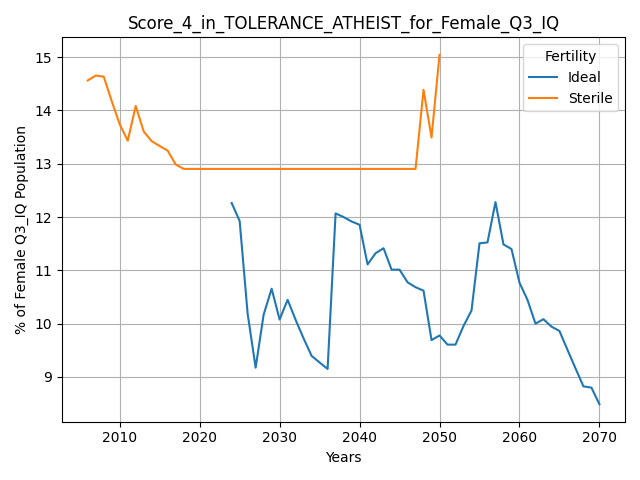 Score_4_in_TOLERANCE_ATHEIST_for_Female_Q3_IQ
Fertility
Ideal
Sterile
% of Female Q3_IQ Population
15
14
13
12
11
10
9
2010 2020 2030 2040 2050 2060 2070
Years